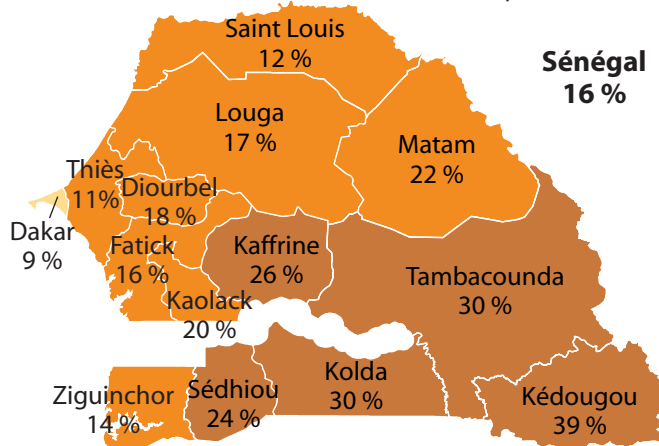 Saint Louis
12 %
Sénégal
16 %
Louga
17 %
Matam
22 %
Thiès
11%
Diourbel
18 %
Dakar
9 %
Fatick
16 %
Kaffrine
26 %
Tambacounda
30 %
Kaolack
20 %
Ziguinchor
14 %
Sédhiou
24 %
Kolda
30 %
Kédougou
39 %